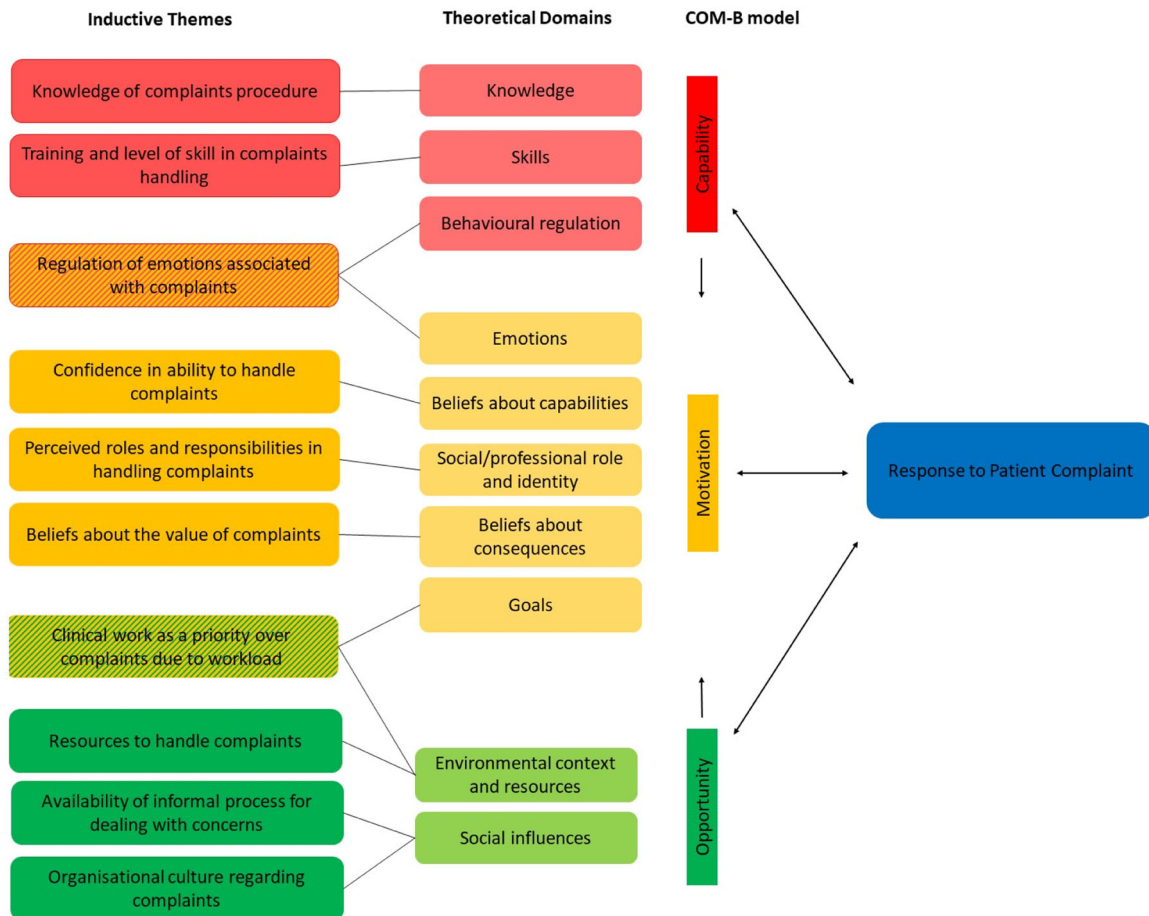 Inductive Themes
Theoretical Domains
COM-B model
Knowledge of complaints procedure
Training and level of skill in complaints
handling
Regulation of emotions associated
with complaints
Confidence in ability to handle
complaints
Perceived roles and responsibilities in
handling complaints
Beliefs about the value of complaints
Clinical work as a priority over
complaints due to workload
Resources to handle complaints
Availability of informal process for
dealing with concerns
Organisational culture regarding
complaints
Knowledge
Skills
Behavioural regulation
Emotions
Beliefs about capabilities
Social/professional role
and identity
Beliefs about
consequences
Goals
Environmental context
and resources
Social influences
Capability
Motivation
Opportunity
Response to Patient Complaint